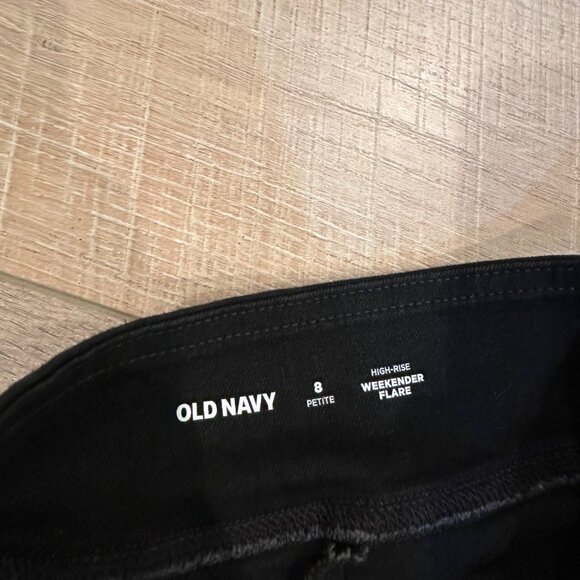 OLD NAVY
8
PETITE
HIGH-RISE
WEEKENDER
FLARE